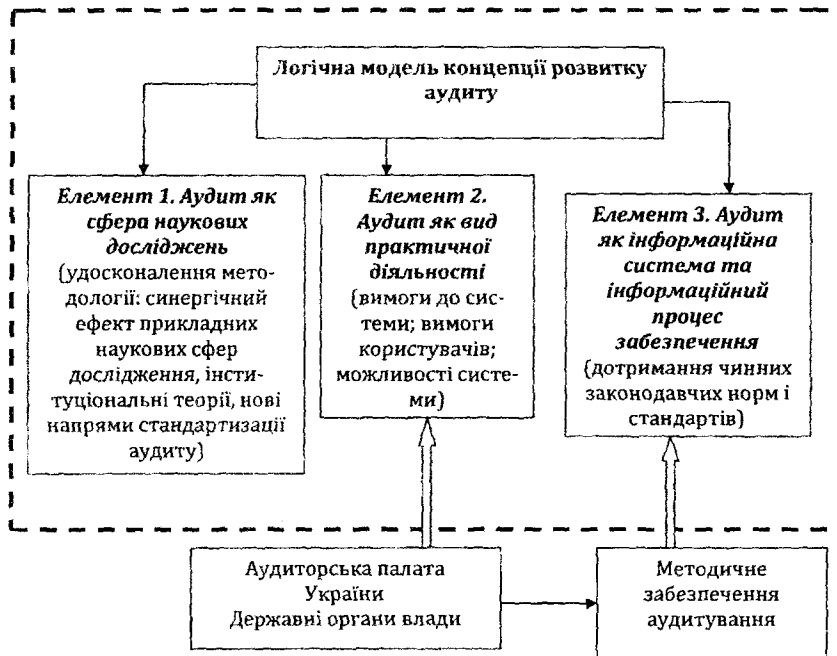 Логічна модель концепції розвитку
аудиту
Елемент 1. Аудит як
сфера наукових
досліджень
(удосконалення мето-
дології: синергічний
ефект прикладних
наукових сфер
дослідження, інсти-
туціональні теорії, нові
напрями стандартизації
аудиту)
Елемент 2.
Аудит як вид
практичної
діяльності
(вимоги до сис-
теми; вимоги
користувачів;
можливості систе-
ми)
Елемент 3. Аудит
як інформаційна
система та
інформаційний
процес
забезпечення
(дотримання чинних
законодавчих норм і
стандартів)
Аудиторська палата
України
Державні органи влади
Методичне
забезпечення
аудитування